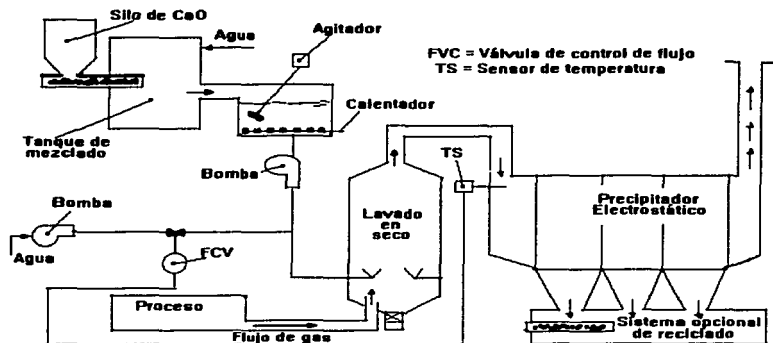 Silo de CaO
Agua
Agitador
FVC = Válvula de control de flujo
TS = Sensor de temperatura
Calentador
Tanque de
mezclado
Bomba
TS
Lavado
en
seco
Precipitador
Electrostático
Bomba
Agua
FCV
Proceso
Flujo de gas
Sistema opcional
de reciclado